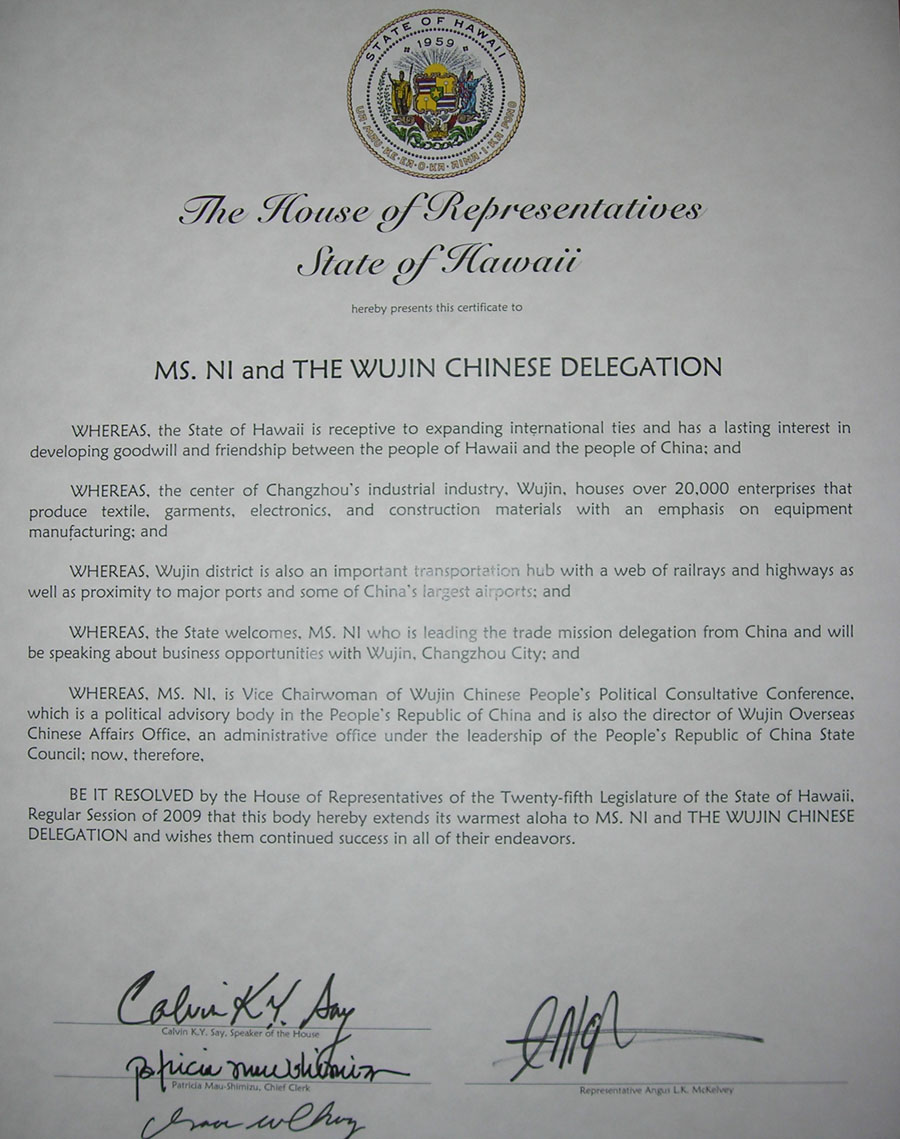 STATE OF HAWAII
1959
UA·MAU·KE·EA·O·KA·AINA·I·KA·PONO
The House of Representatives
State of Hawaii
hereby presents this certificate to
MS. NI and THE WUJIN CHINESE DELEGATION
WHEREAS, the State of Hawaii is receptive to expanding international ties and has a lasting interest in
developing goodwill and friendship between the people of Hawaii and the people of China; and
WHEREAS, the center of Changzhou's industrial industry, Wujin, houses over 20,000 enterprises that
produce textile, garments, electronics, and construction materials with an emphasis on equipment
manufacturing; and
WHEREAS, Wujin district is also an important transportation hub with a web of railrays and highways as
well as proximity to major ports and some of China's largest airports; and
WHEREAS, the State welcomes, MS. NI who is leading the trade mission delegation from China and will
be speaking about business opportunities with Wujin, Changzhou City; and
WHEREAS, MS. NI, is Vice Chairwoman of Wujin Chinese People's Political Consultative Conference,
which is a political advisory body in the People's Republic of China and is also the director of Wujin Overseas
Chinese Affairs Office, an administrative office under the leadership of the People's Republic of China State
Council; now, therefore,
BE IT RESOLVED by the House of Representatives of the Twenty-fifth Legislature of the State of Hawaii,
Regular Session of 2009 that this body hereby extends its warmest aloha to MS. NI and THE WUJIN CHINESE
DELEGATION and wishes them continued success in all of their endeavors.
Calvin K.Y. Say
Calvin K.Y. Say, Speaker of the House
Patricia Mau-Shimizu
Patricia Mau-Shimizu, Chief Clerk
Representative Angus L.K. McKelvey